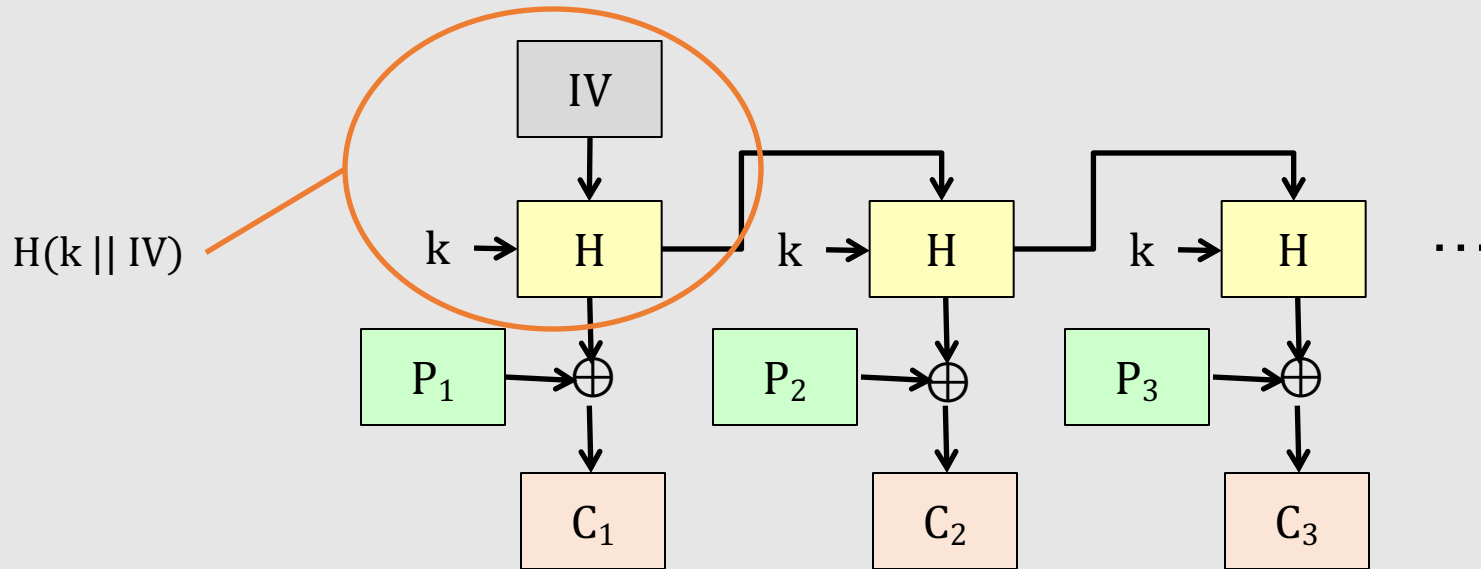 IV
H(k || IV)
k
H
k
H
k
H
...
P₁
P₂
P₃
C₁
C₂
C₃